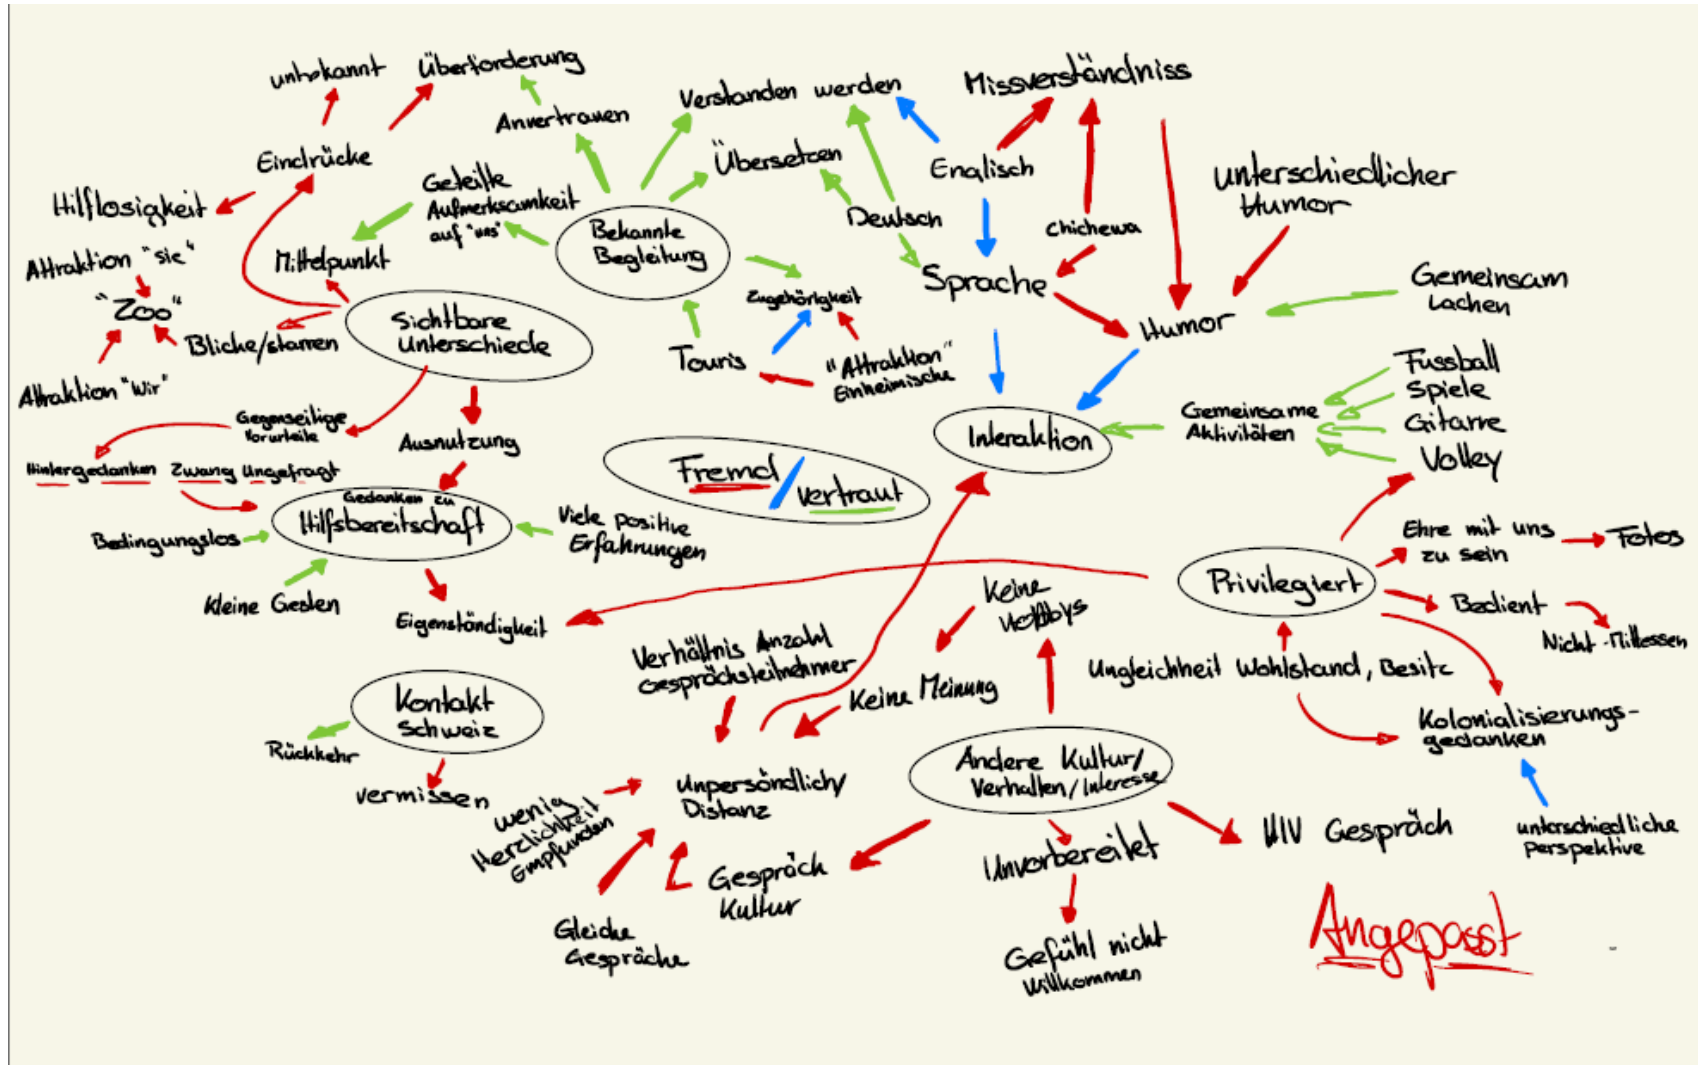 unbekannt
Überforderung
Anvertrauen
Eindrücke
Hilflosigkeit
Geteilte
Aufmerksamkeit
auf "uns"
Mittelpunkt
Attraktion "sie"
"Zoo"
Blicke/starren
Attraktion "Wir"
Sichtbare
Unterschiede
Bekannte
Begleitung
Verstanden werden
Übersetzen
Missverständniss
Englisch
Deutsch
Chichewa
Sprache
unterschiedlicher
Humor
Gemeinsam
Lachen
Humor
Zugehörigkeit
Touris
"Attraktion"
Einheimische
Fussball
Spiele
Gitarre
Volley
Gemeinsame
Aktivitäten
Interaktion
Gegenseitige
Vorurteile
Ausnutzung
Hintergedanken Zwang Ungefragt
Gedanken zu
Hilfsbereitschaft
Bedingungslos
Viele positive
Erfahrungen
Kleine Gesten
Eigenständigkeit
Fremd/
vertraut
Privilegiert
Ehre mit uns
zu sein
Fotos
Bedient
Nicht-Mitessen
Ungleichheit Wohlstand, Besitz
Kolonialisierungs-
gedanken
unterschiedliche
Perspektive
Keine
Hobbys
Verhältnis Anzahl
Gesprächsteilnehmer
Keine Meinung
Kontakt
Schweiz
Rückkehr
vermissen
Unpersöndlich/
Distanz
wenig
Herzlichkeit
Empfunden
Gleiche
Gespräche
Gespräch
Kultur
Andere Kultur/
Verhalten/Interesse
Unvorbereitet
Gefühl nicht
Willkommen
HIV Gespräch
Angepasst